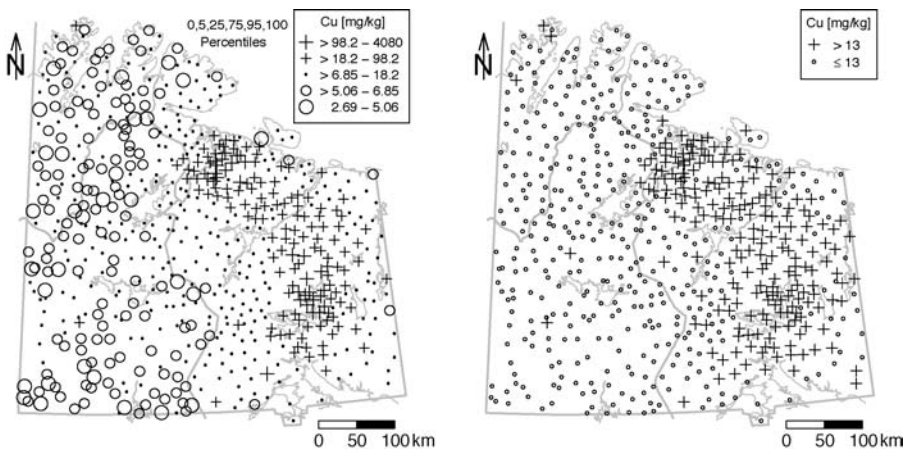 0,5,25,75,95,100
Percentiles
Cu [mg/kg]
> 98.2 – 4080
> 18.2 – 98.2
> 6.85 – 18.2
> 5.06 – 6.85
2.69 – 5.06
N
0 50 100 km
Cu [mg/kg]
> 13
≤ 13
N
0 50 100 km